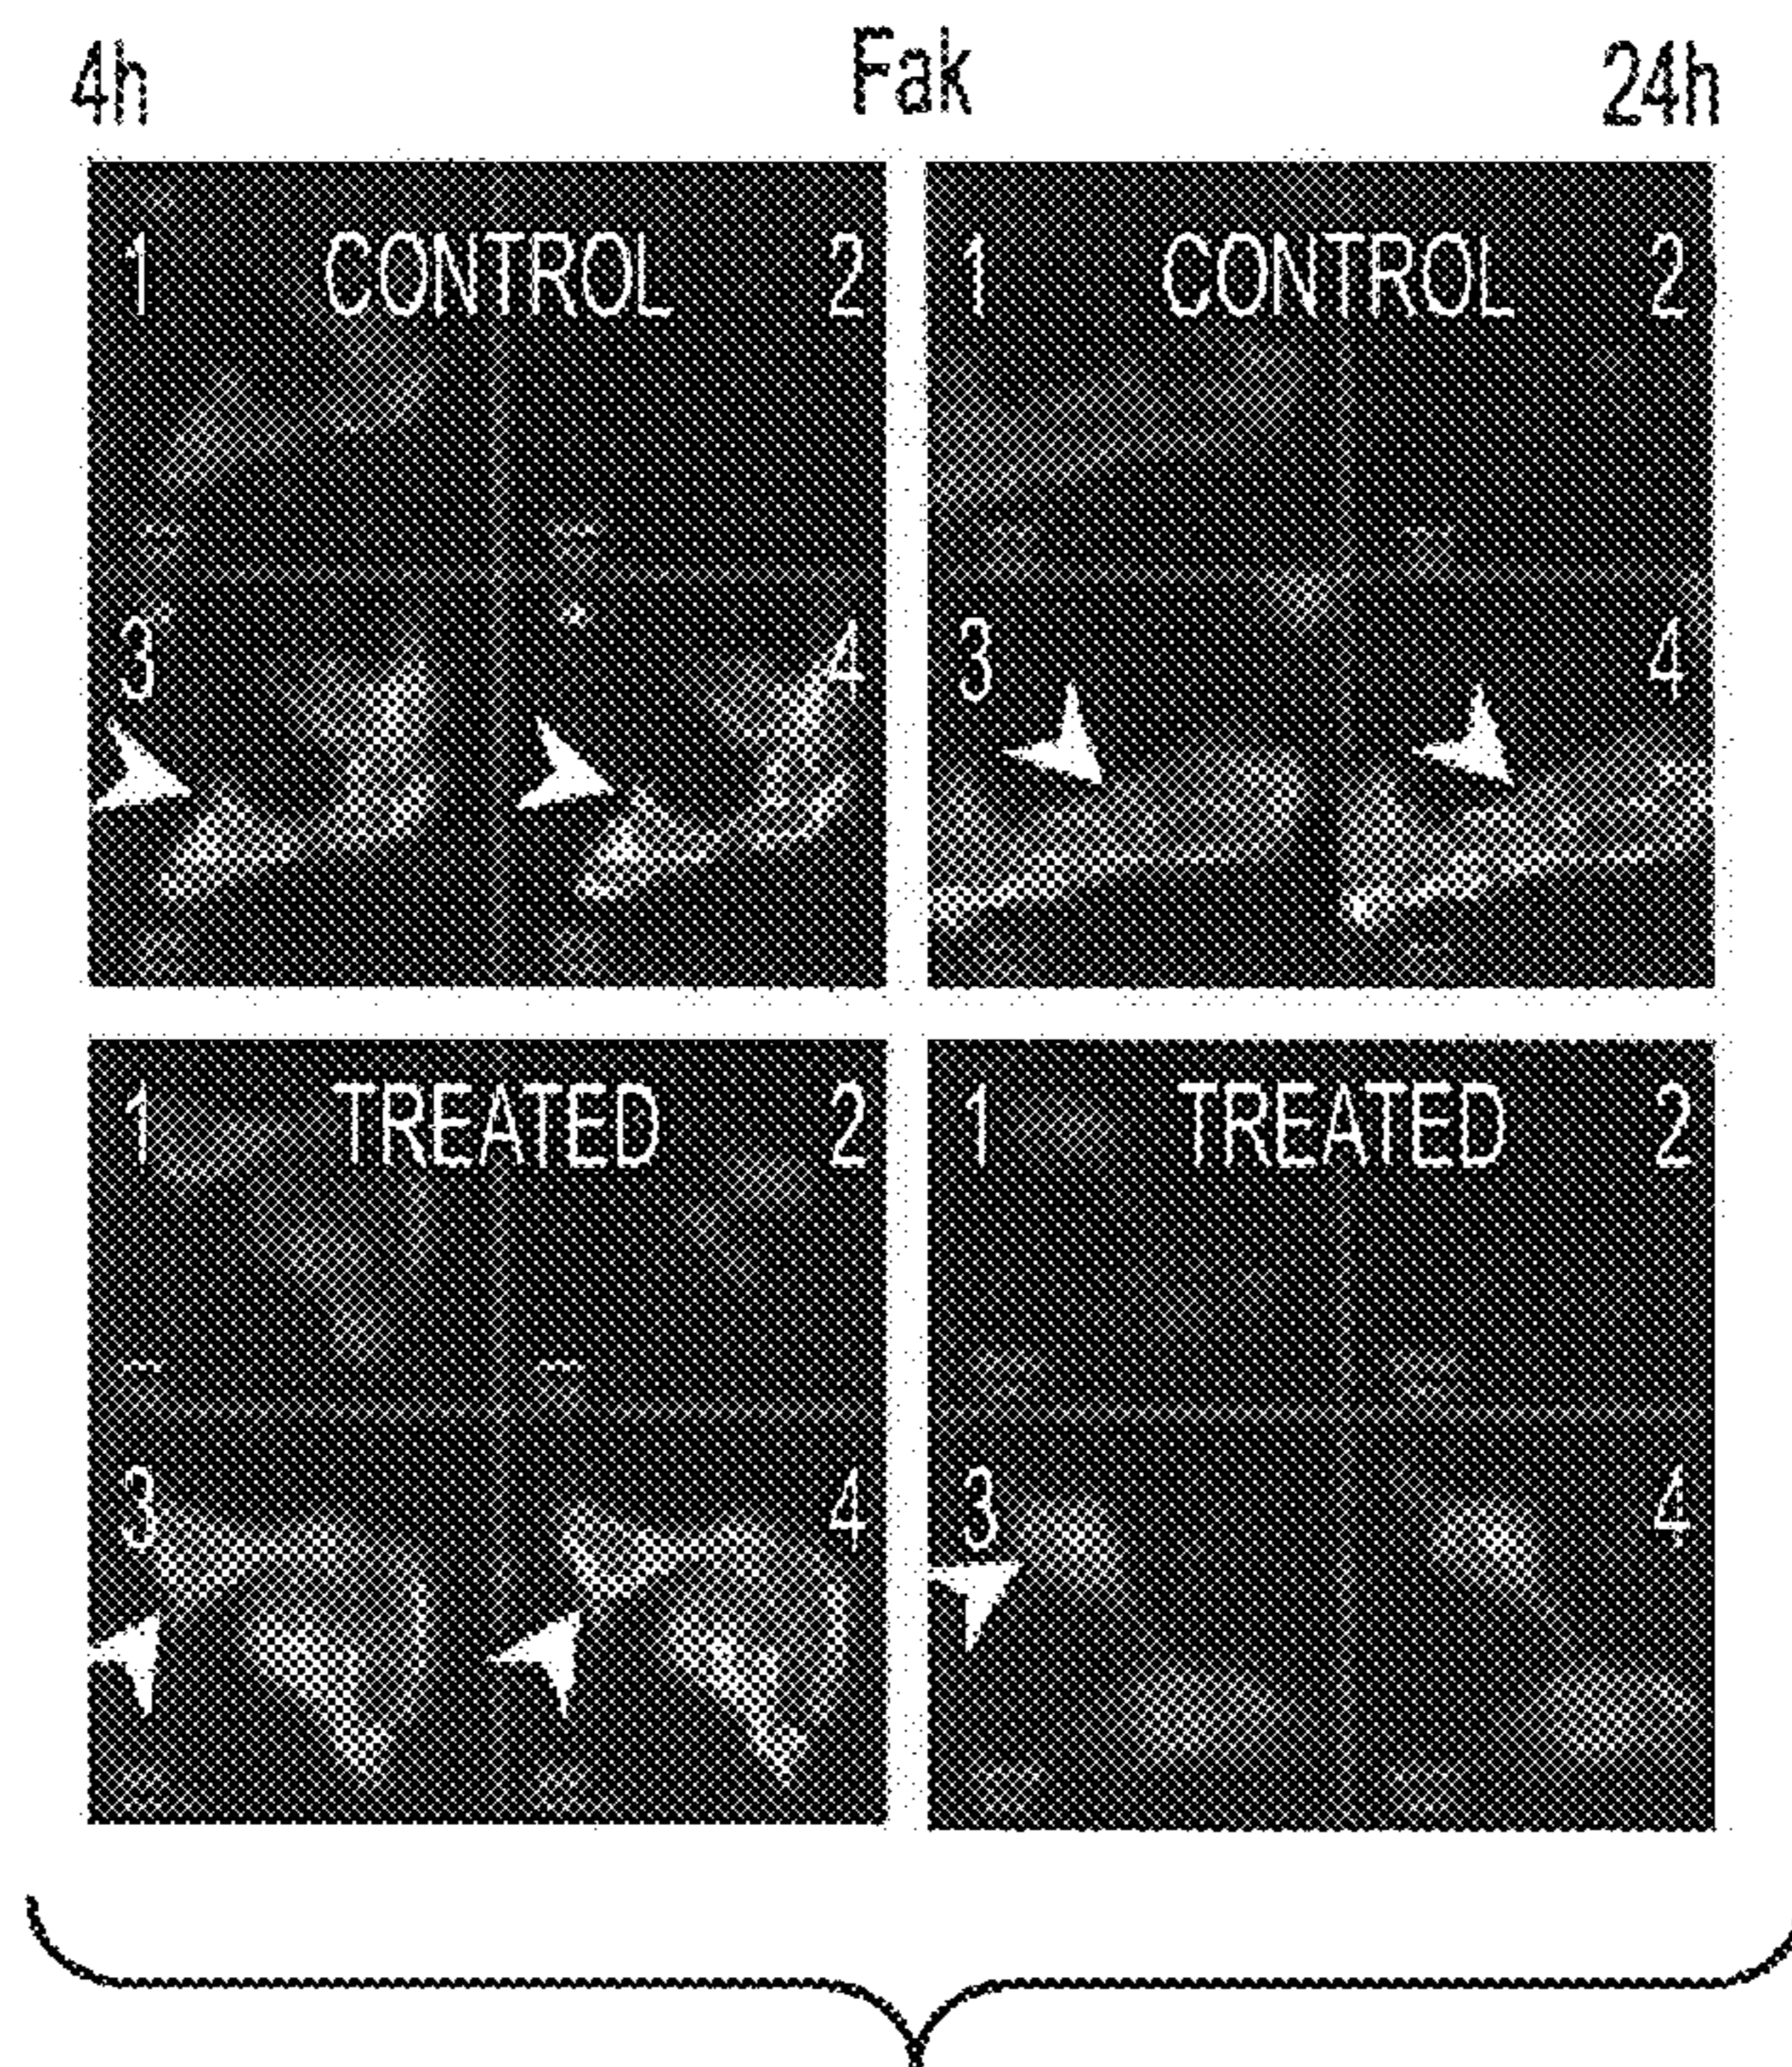 4h Fak 24h
1 CONTROL 2 1 CONTROL 2
3 4 3 4
1 TREATED 2 1 TREATED 2
3 4 3 4